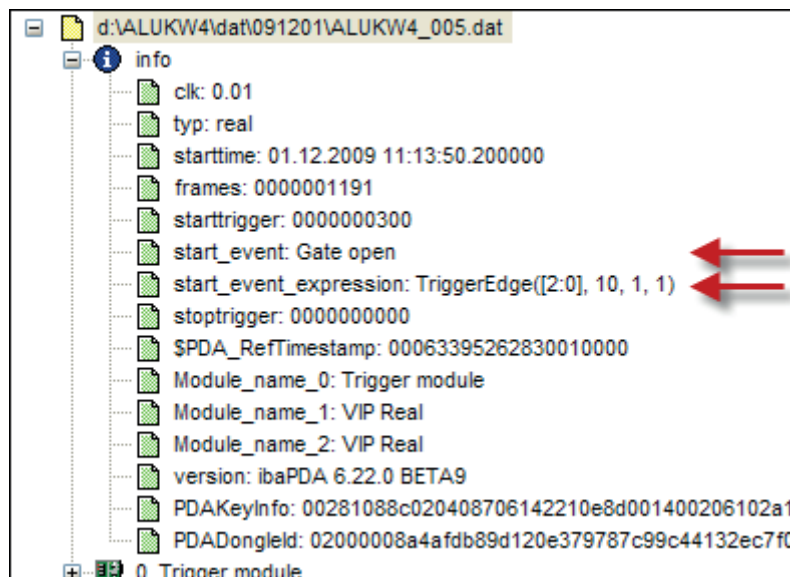 d:\ALUKW4\dat\091201\ALUKW4_005.dat
info
clk: 0.01
typ: real
starttime: 01.12.2009 11:13:50.200000
frames: 0000001191
starttrigger: 0000000300
start_event: Gate open
start_event_expression: TriggerEdge([2:0], 10, 1, 1)
stoptrigger: 0000000000
$PDA_RefTimestamp: 00063395262830010000
Module_name_0: Trigger module
Module_name_1: VIP Real
Module_name_2: VIP Real
version: ibaPDA 6.22.0 BETA9
PDAKeyInfo: 00281088c020408706142210e8d001400206102a1
PDADongleId: 02000008a4afdb89d120e379787c99c44132ec7f0
0. Trigger module